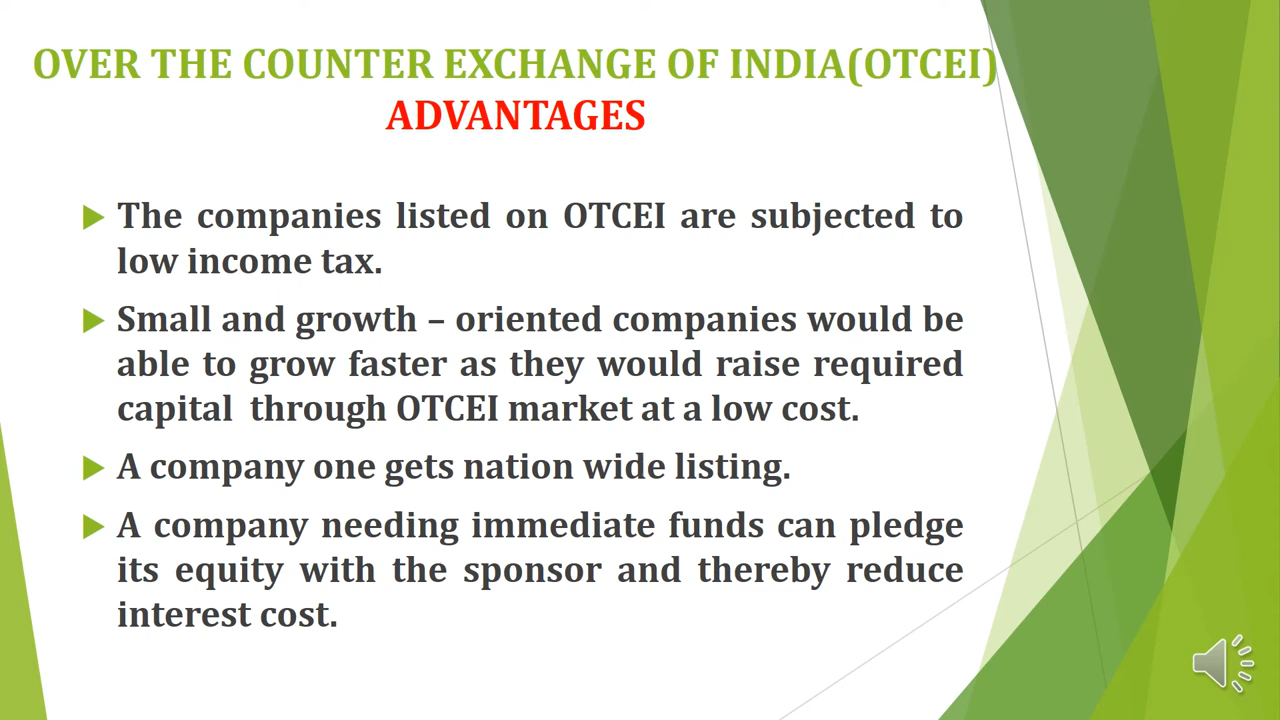 OVER THE COUNTER EXCHANGE OF INDIA(OTCEI)
ADVANTAGES
The companies listed on OTCEI are subjected to
low income tax.
Small and growth – oriented companies would be
able to grow faster as they would raise required
capital through OTCEI market at a low cost.
A company one gets nation wide listing.
A company needing immediate funds can pledge
its equity with the sponsor and thereby reduce
interest cost.